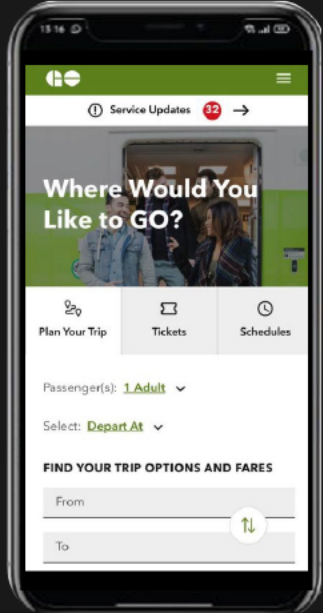 15:16
GO
Service Updates 32 →
Where Would You
Like to GO?
Plan Your Trip
Tickets
Schedules
Passenger(s): 1 Adult
Select: Depart At
FIND YOUR TRIP OPTIONS AND FARES
From
To